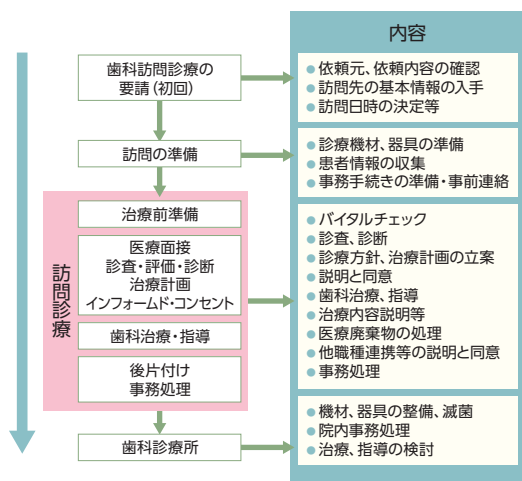 内容
歯科訪問診療の
要請（初回）
● 依頼元、依頼内容の確認
● 訪問先の基本情報の入手
● 訪問日時の決定等
訪問の準備
● 診療機材、器具の準備
● 患者情報の収集
● 事務手続きの準備・事前連絡
訪問診療
治療前準備
医療面接
診査・評価・診断
治療計画
インフォームド・コンセント
歯科治療・指導
後片付け
事務処理
● バイタルチェック
● 診査、診断
● 診療方針、治療計画の立案
● 説明と同意
● 歯科治療、指導
● 治療内容説明等
● 医療廃棄物の処理
● 他職種連携等の説明と同意
● 事務処理
歯科診療所
● 機材、器具の整備、滅菌
● 院内事務処理
● 治療、指導の検討